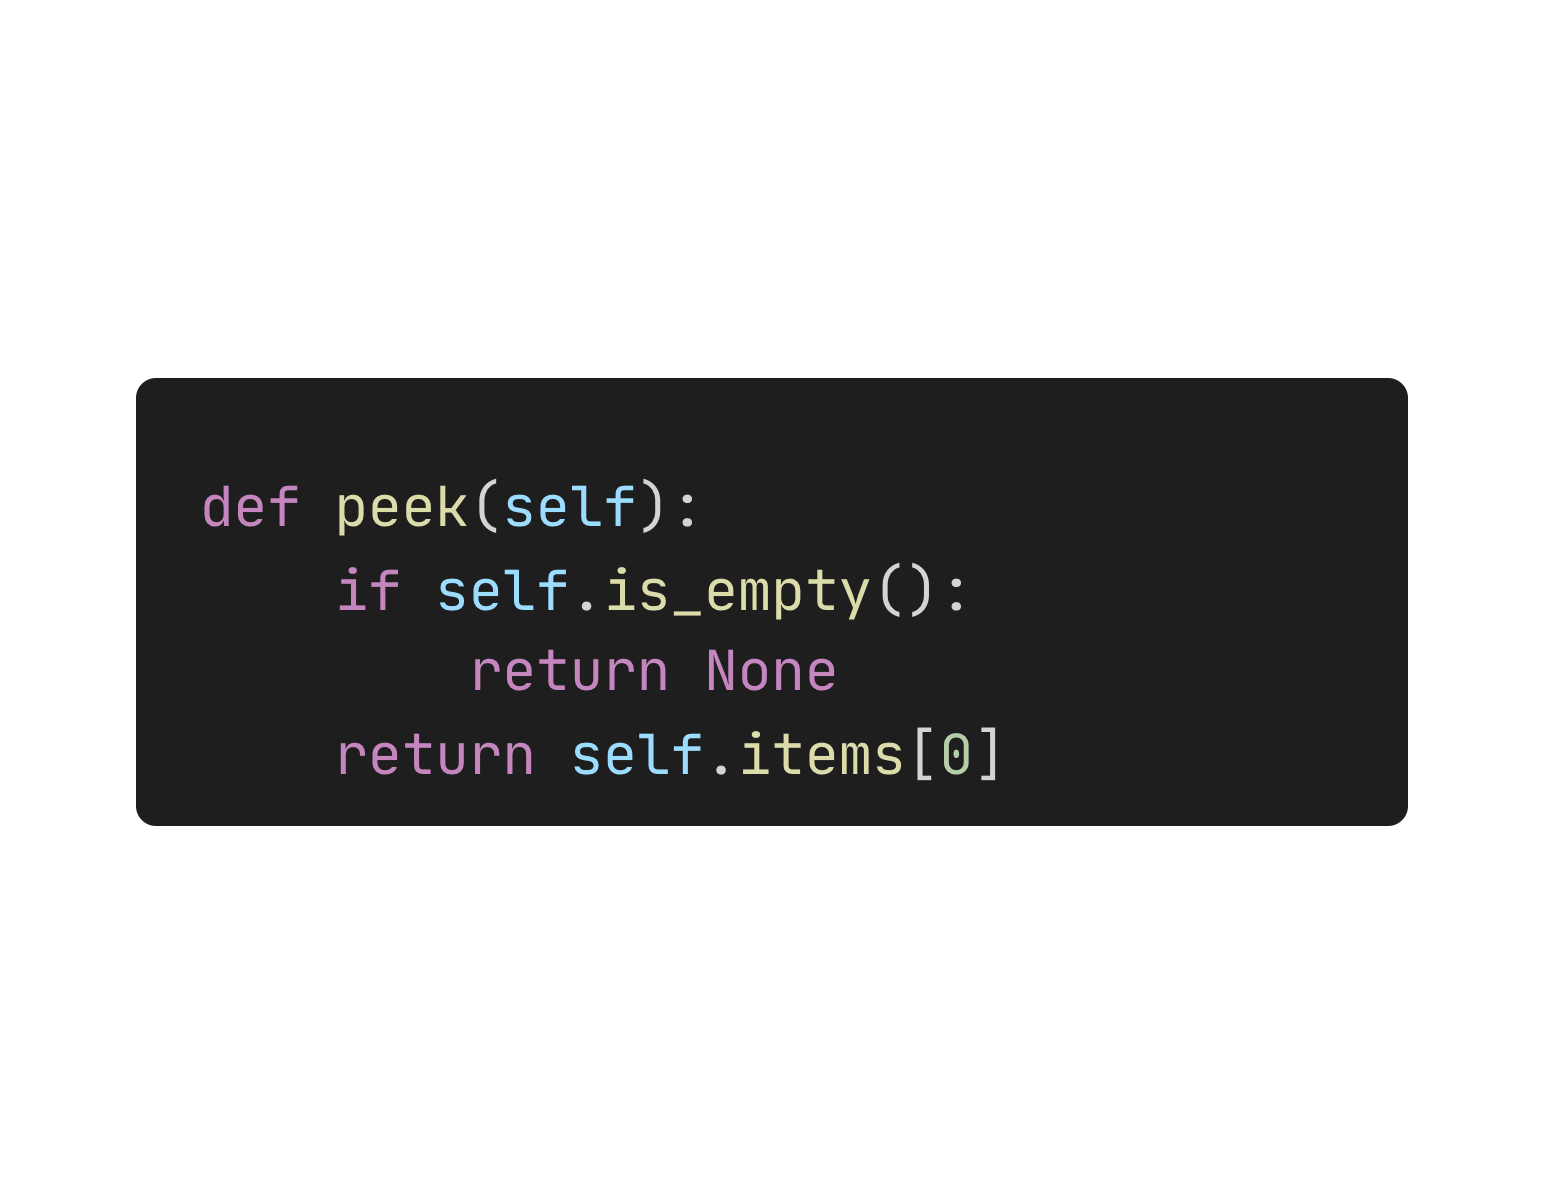 def peek(self):
    if self.is_empty():
        return None
    return self.items[0]